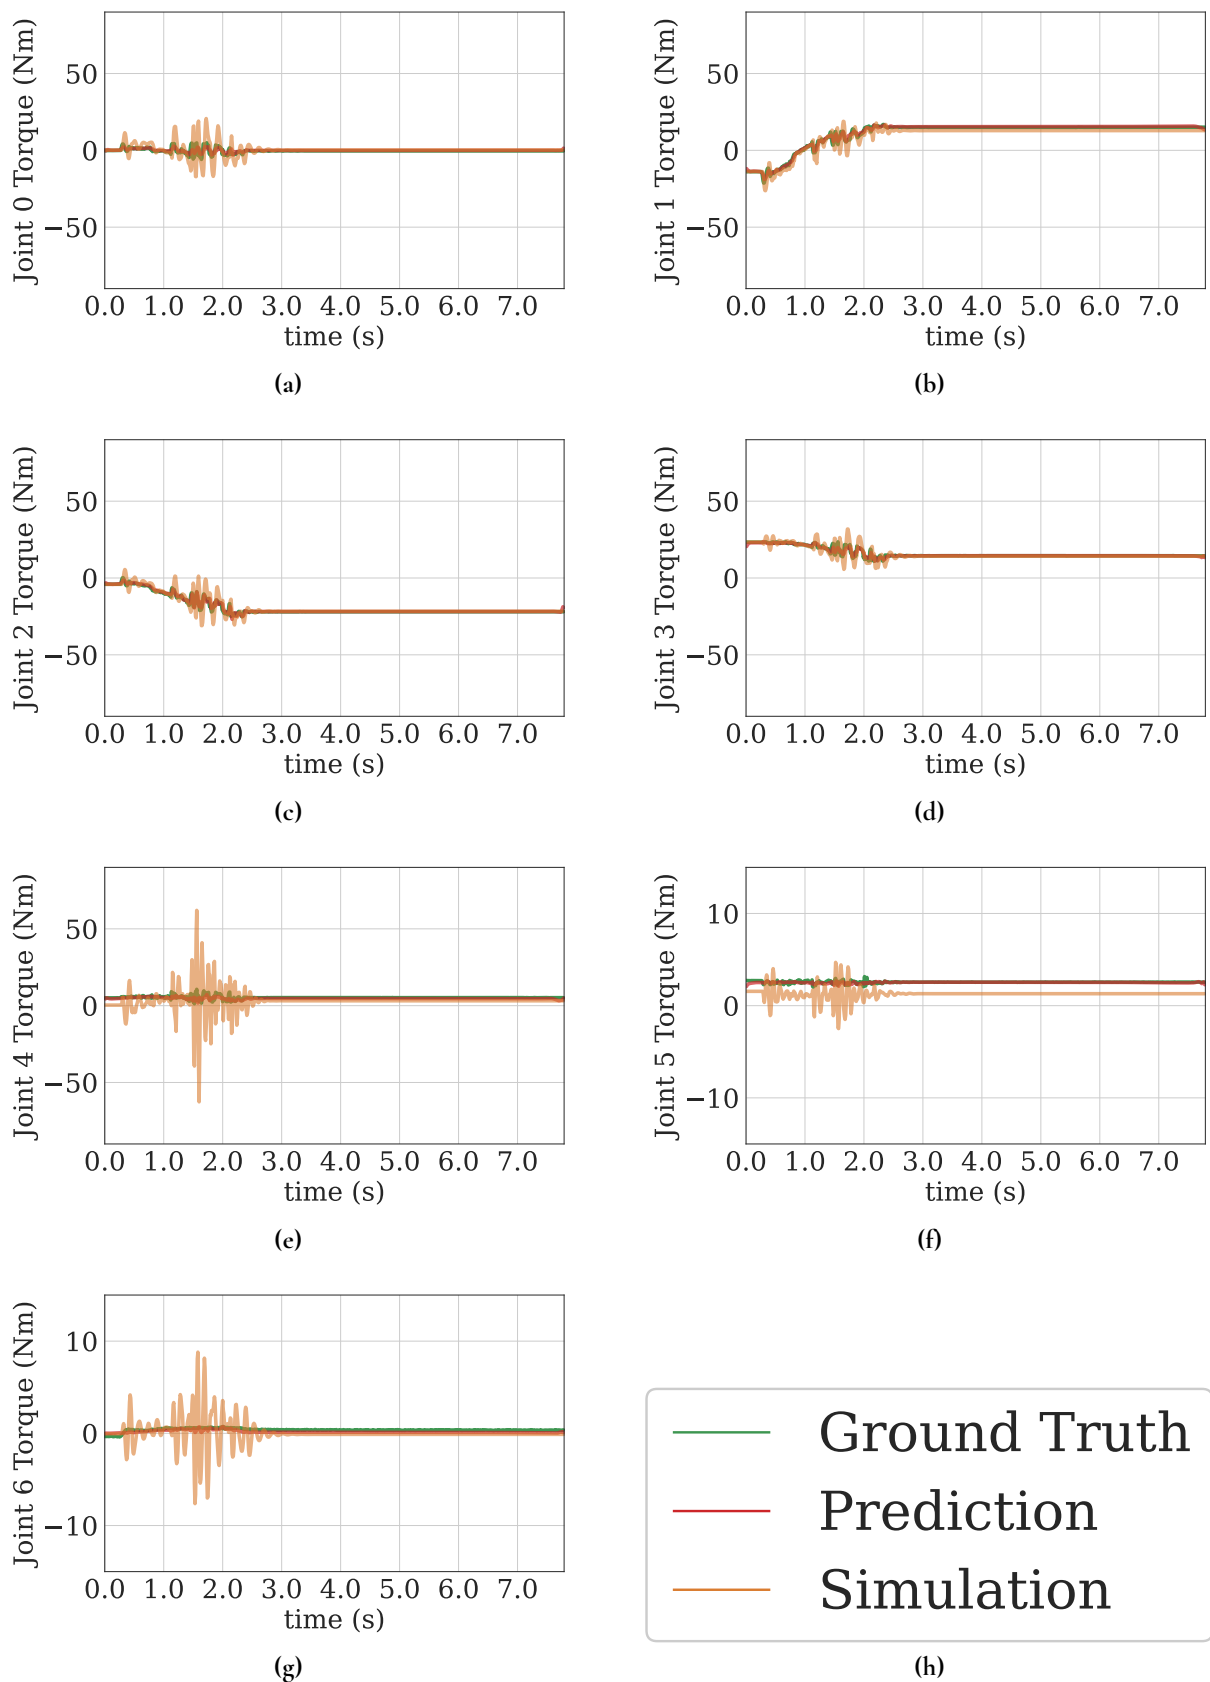 Joint 0 Torque (Nm)
50
0
−50
0.0 1.0 2.0 3.0 4.0 5.0 6.0 7.0
time (s)
(a)
Joint 1 Torque (Nm)
50
0
−50
0.0 1.0 2.0 3.0 4.0 5.0 6.0 7.0
time (s)
(b)
Joint 2 Torque (Nm)
50
0
−50
0.0 1.0 2.0 3.0 4.0 5.0 6.0 7.0
time (s)
(c)
Joint 3 Torque (Nm)
50
0
−50
0.0 1.0 2.0 3.0 4.0 5.0 6.0 7.0
time (s)
(d)
Joint 4 Torque (Nm)
50
0
−50
0.0 1.0 2.0 3.0 4.0 5.0 6.0 7.0
time (s)
(e)
Joint 5 Torque (Nm)
10
0
−10
0.0 1.0 2.0 3.0 4.0 5.0 6.0 7.0
time (s)
(f)
Joint 6 Torque (Nm)
10
0
−10
0.0 1.0 2.0 3.0 4.0 5.0 6.0 7.0
time (s)
(g)
Ground Truth
Prediction
Simulation
(h)